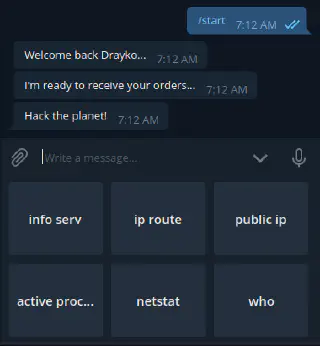 /start 7:12 AM
Welcome back Drayko... 7:12 AM
I'm ready to receive your orders... 7:12 AM
Hack the planet! 7:12 AM
Write a message...
info serv ip route public ip
active proc... netstat who